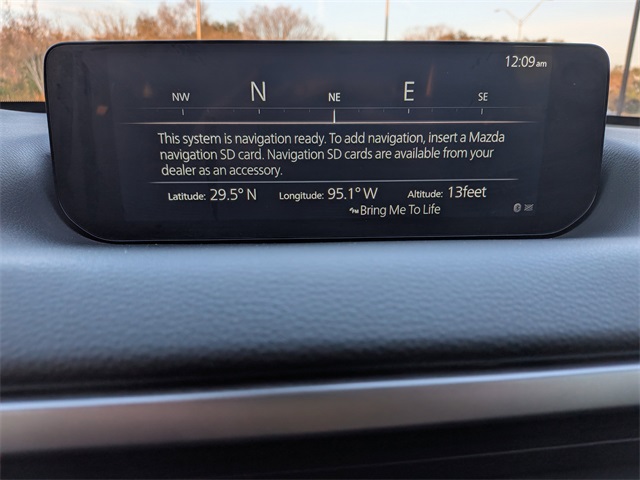 12:09am
NW N NE E SE
This system is navigation ready. To add navigation, insert a Mazda
navigation SD card. Navigation SD cards are available from your
dealer as an accessory.
Latitude: 29.5° N Longitude: 95.1° W Altitude: 13feet
Bring Me To Life